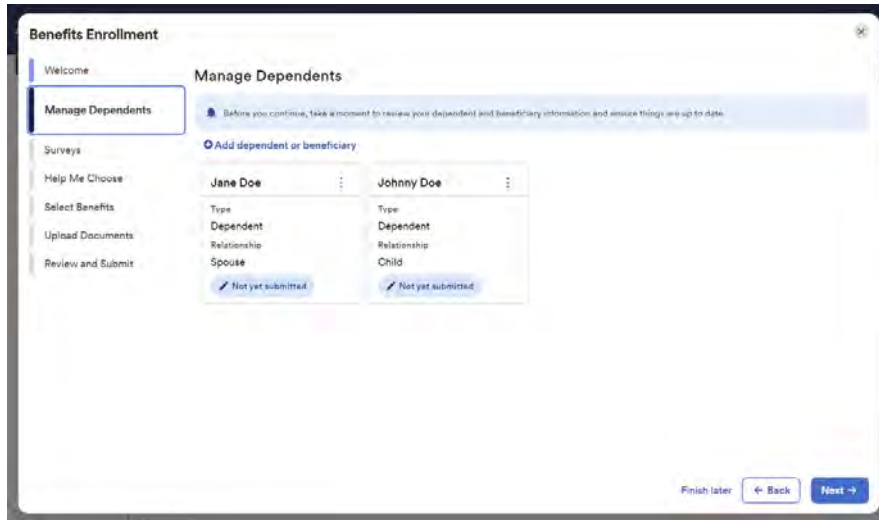 Benefits Enrollment
Welcome
Manage Dependents
Surveys
Help Me Choose
Select Benefits
Upload Documents
Review and Submit
Manage Dependents
Before you continue, take a moment to review your dependent and beneficiary information and ensure things are up to date.
Add dependent or beneficiary
Jane Doe
Type
Dependent
Relationship
Spouse
Not yet submitted
Johnny Doe
Type
Dependent
Relationship
Child
Not yet submitted
Finish later
← Back
Next →